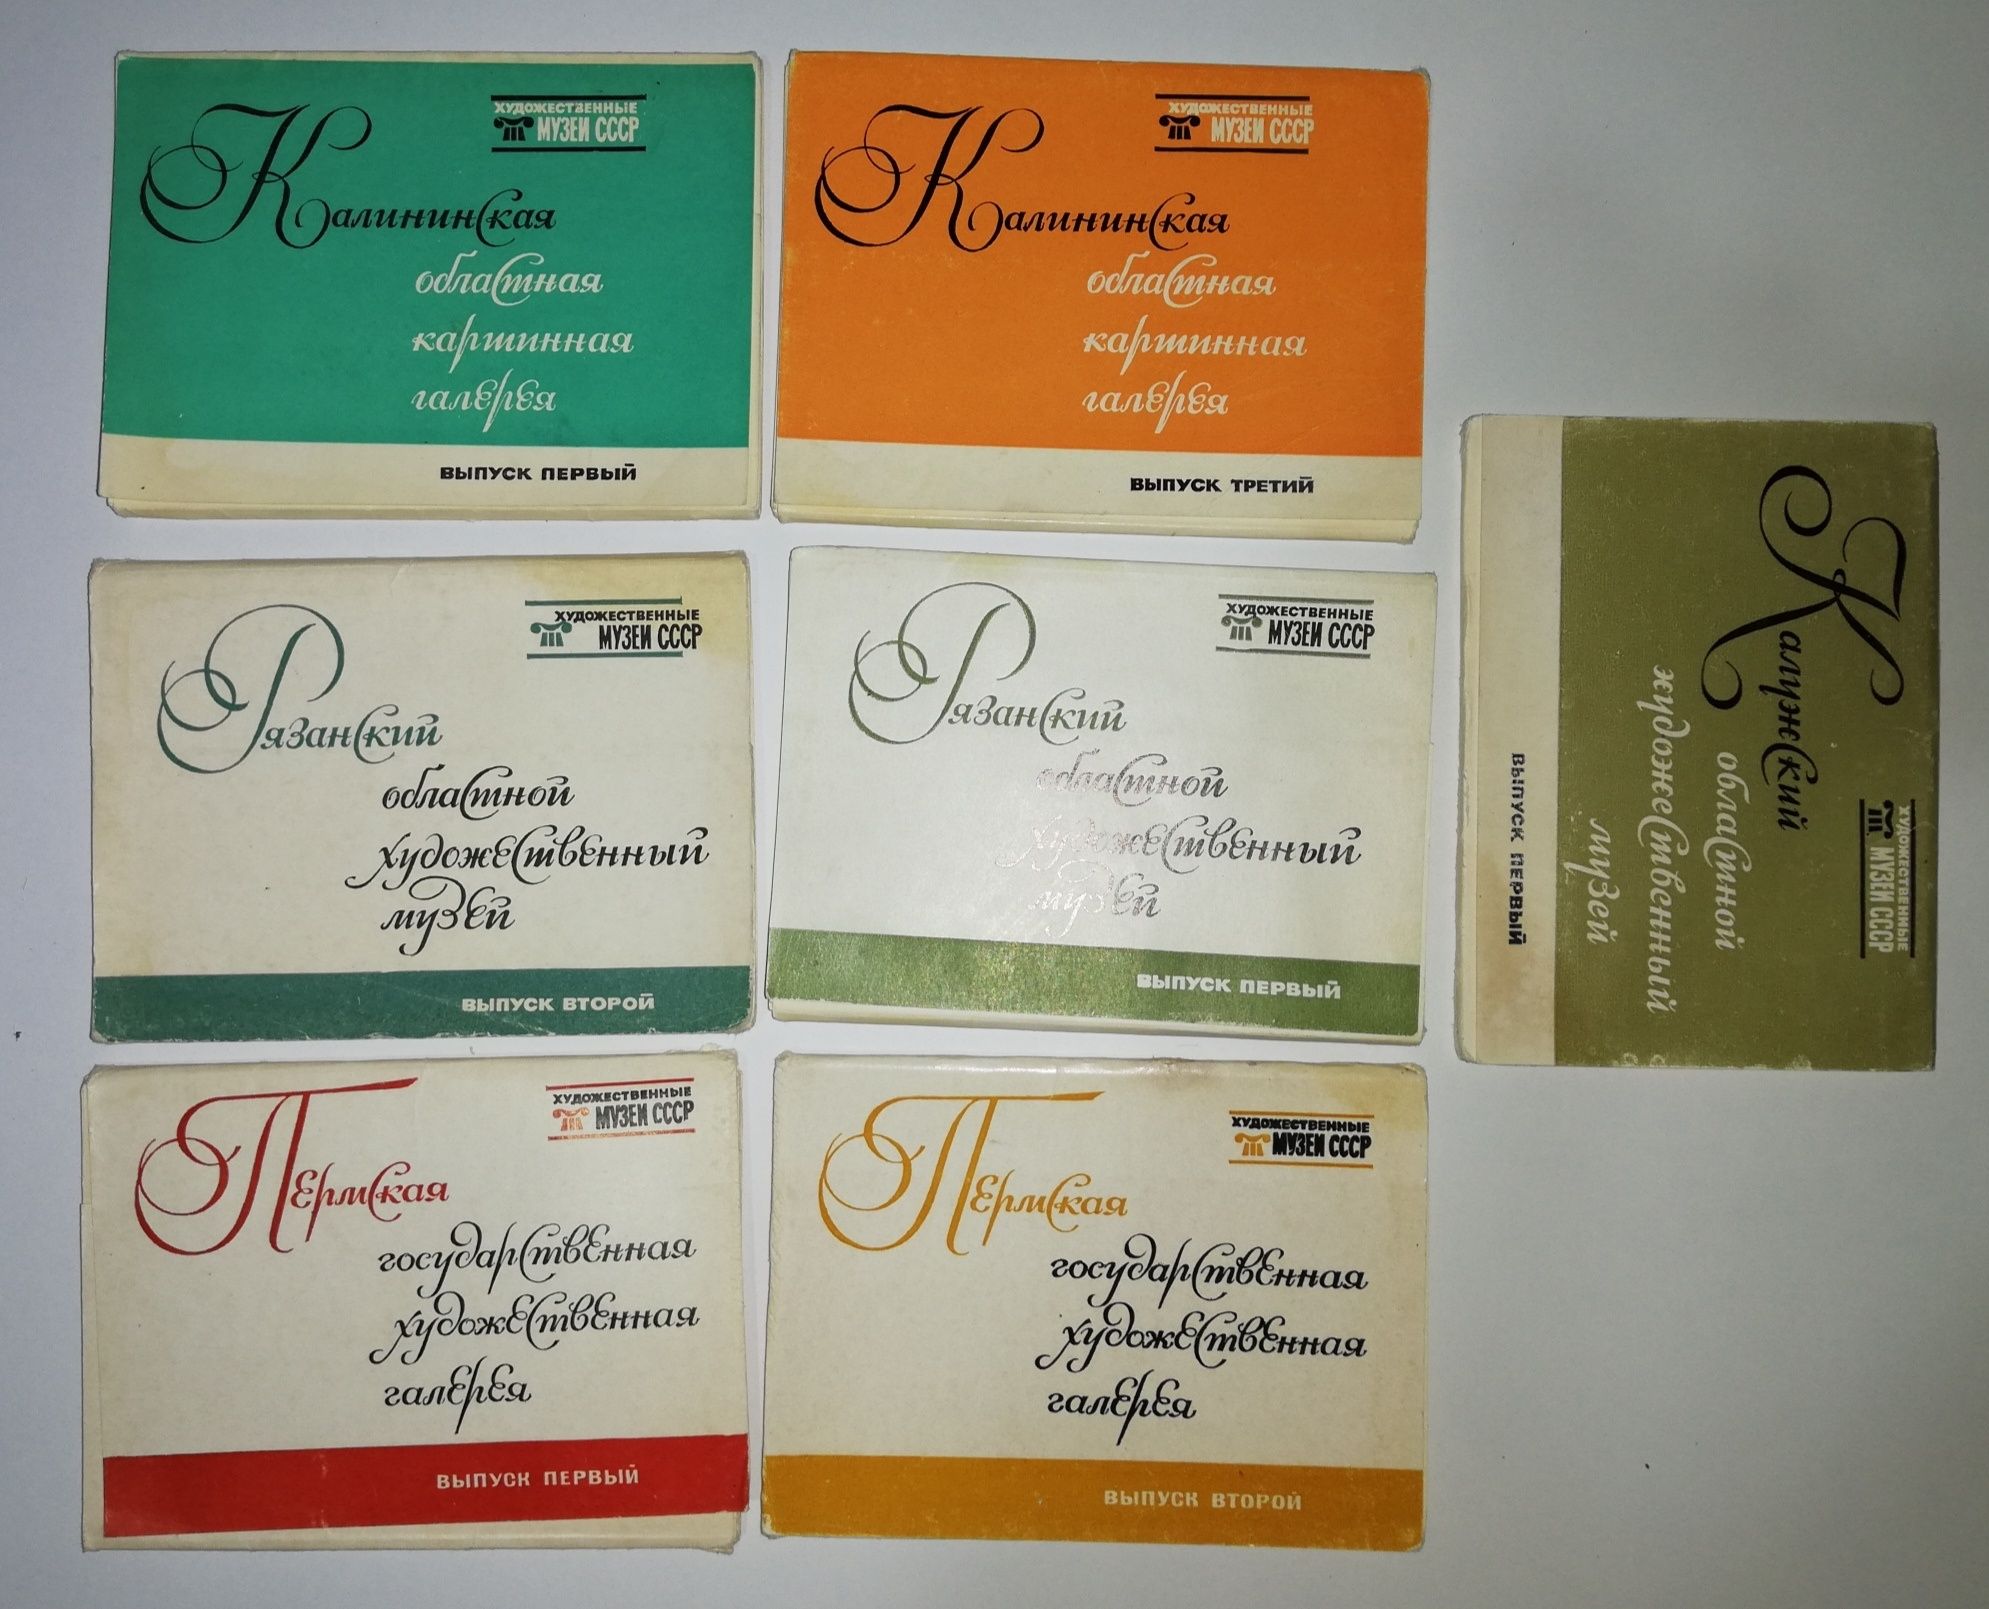 ХУДОЖЕСТВЕННЫЕ
МУЗЕИ СССР
Калининская
областная
картинная
галерея
ВЫПУСК ПЕРВЫЙ
ХУДОЖЕСТВЕННЫЕ
МУЗЕИ СССР
Калининская
областная
картинная
галерея
ВЫПУСК ТРЕТИЙ
ХУДОЖЕСТВЕННЫЕ
МУЗЕИ СССР
Рязанский
областной
художественный
музей
ВЫПУСК ВТОРОЙ
ХУДОЖЕСТВЕННЫЕ
МУЗЕИ СССР
Рязанский
областной
художественный
музей
ВЫПУСК ПЕРВЫЙ
ХУДОЖЕСТВЕННЫЕ
МУЗЕИ СССР
Калужский
областной
художественный
музей
ВЫПУСК ПЕРВЫЙ
ХУДОЖЕСТВЕННЫЕ
МУЗЕИ СССР
Пермская
государственная
художественная
галерея
ВЫПУСК ПЕРВЫЙ
ХУДОЖЕСТВЕННЫЕ
МУЗЕИ СССР
Пермская
государственная
художественная
галерея
ВЫПУСК ВТОРОЙ